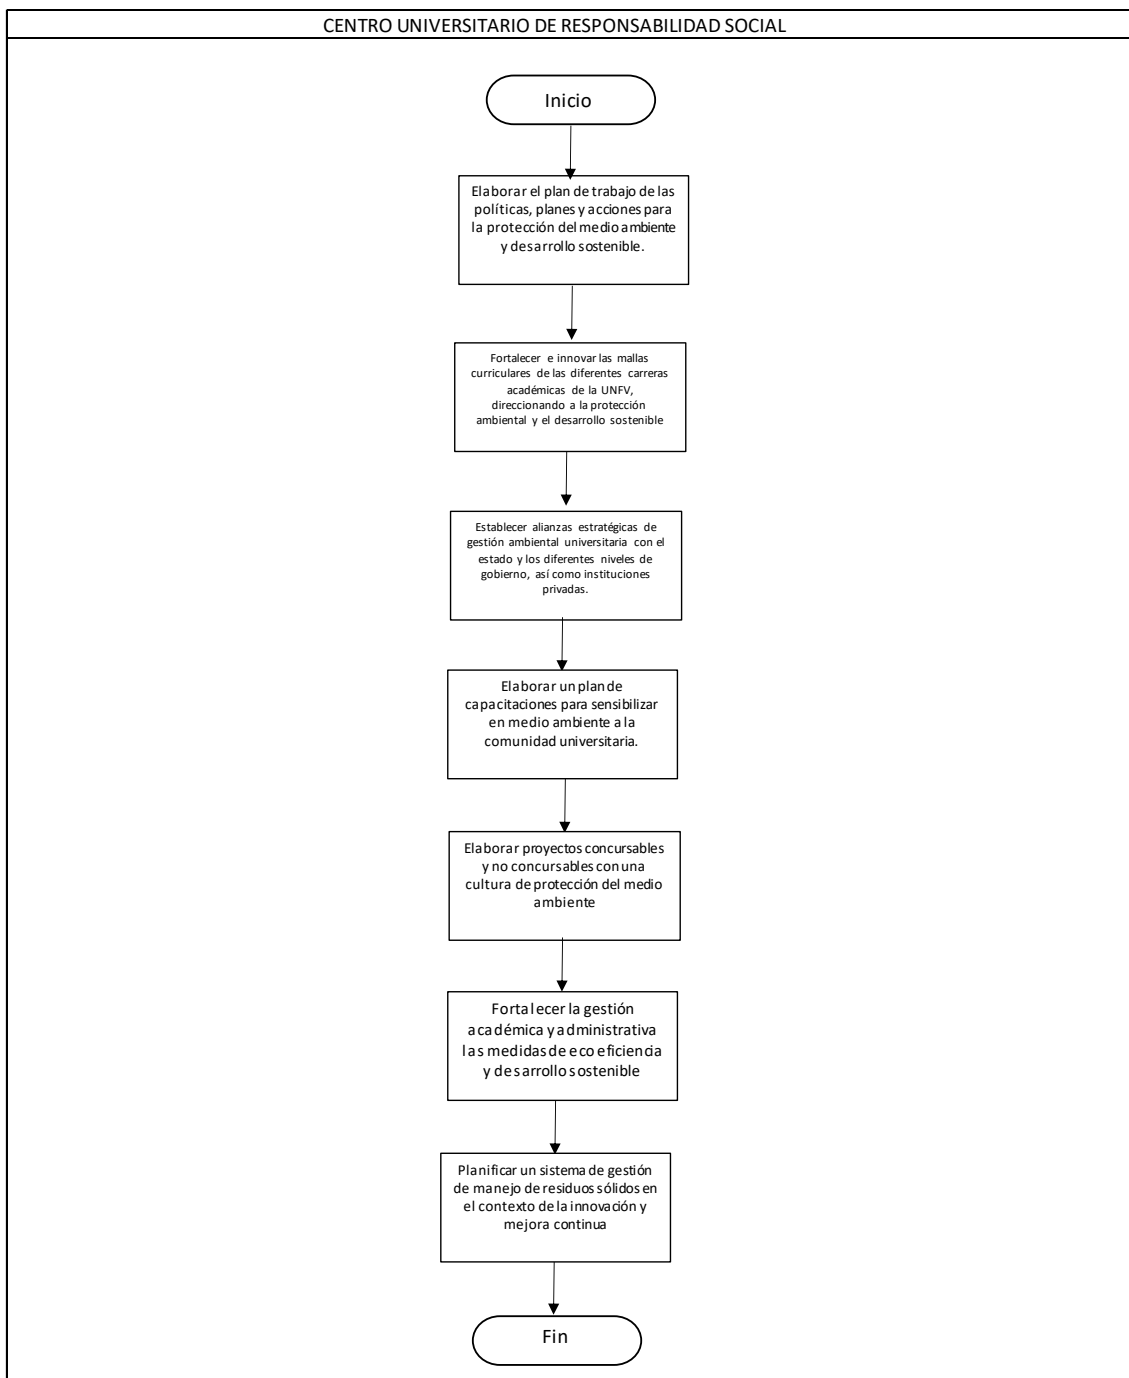 CENTRO UNIVERSITARIO DE RESPONSABILIDAD SOCIAL
Inicio
Elaborar el plan de trabajo de las
políticas, planes y acciones para
la protección del medio ambiente
y desarrollo sostenible.
Fortalecer e innovar las mallas
curriculares de las diferentes carreras
académicas de la UNFV,
direccionando a la protección
ambiental y el desarrollo sostenible
Establecer alianzas estratégicas de
gestión ambiental universitaria con el
estado y los diferentes niveles de
gobierno, así como instituciones
privadas.
Elaborar un plan de
capacitaciones para sensibilizar
en medio ambiente a la
comunidad universitaria.
Elaborar proyectos concursables
y no concursables con una
cultura de protección del medio
ambiente
Fortalecer la gestión
académica y administrativa
las medidas de eco eficiencia
y desarrollo sostenible
Planificar un sistema de gestión
de manejo de residuos sólidos en
el contexto de la innovación y
mejora continua
Fin